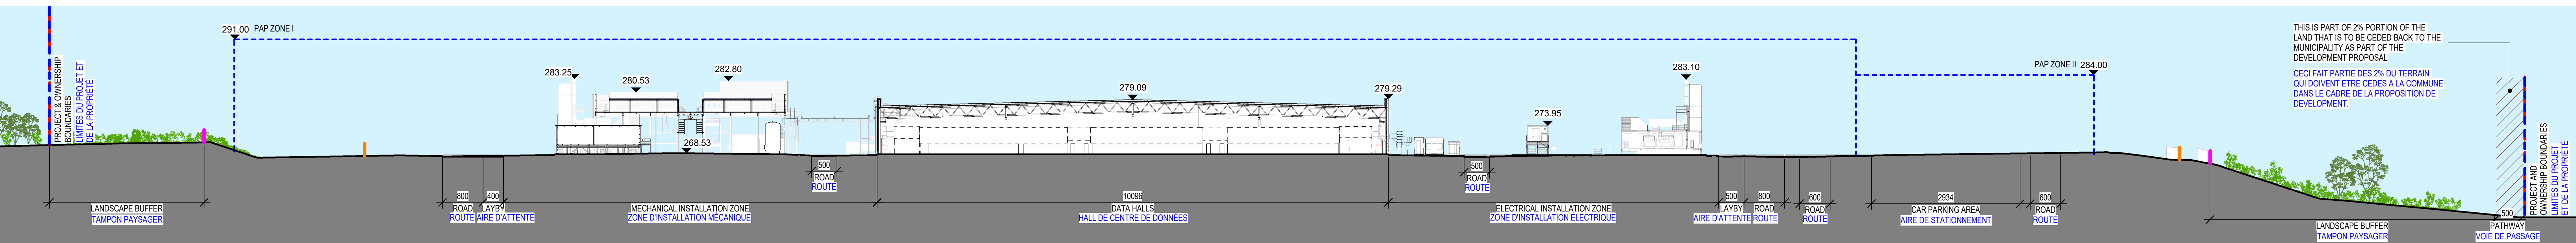 PROJECT & OWNERSHIP
BOUNDARIES
LIMITES DU PROJET ET
DE LA PROPRIÉTÉ
291.00
PAP ZONE I
283.25
280.53
282.80
268.53
279.09
279.29
273.95
283.10
PAP ZONE II
284.00
THIS IS PART OF 2% PORTION OF THE
LAND THAT IS TO BE CEDED BACK TO THE
MUNICIPALITY AS PART OF THE
DEVELOPMENT PROPOSAL
CECI FAIT PARTIE DES 2% DU TERRAIN
QUI DOIVENT ETRE CEDES A LA COMMUNE
DANS LE CADRE DE LA PROPOSITION DE
DEVELOPMENT.
PROJECT AND
OWNERSHIP BOUNDARIES
LIMITES DU PROJET
ET DE LA PROPRIÉTÉ
LANDSCAPE BUFFER
TAMPON PAYSAGER
800
ROAD
ROUTE
400
LAYBY
AIRE D'ATTENTE
MECHANICAL INSTALLATION ZONE
ZONE D'INSTALLATION MÉCANIQUE
500
ROAD
ROUTE
10096
DATA HALLS
HALL DE CENTRE DE DONNÉES
500
ROAD
ROUTE
ELECTRICAL INSTALLATION ZONE
ZONE D'INSTALLATION ÉLECTRIQUE
500
LAYBY
AIRE D'ATTENTE
800
ROAD
ROUTE
600
ROAD
ROUTE
2934
CAR PARKING AREA
AIRE DE STATIONNEMENT
600
ROAD
ROUTE
LANDSCAPE BUFFER
TAMPON PAYSAGER
500
PATHWAY
VOIE DE PASSAGE